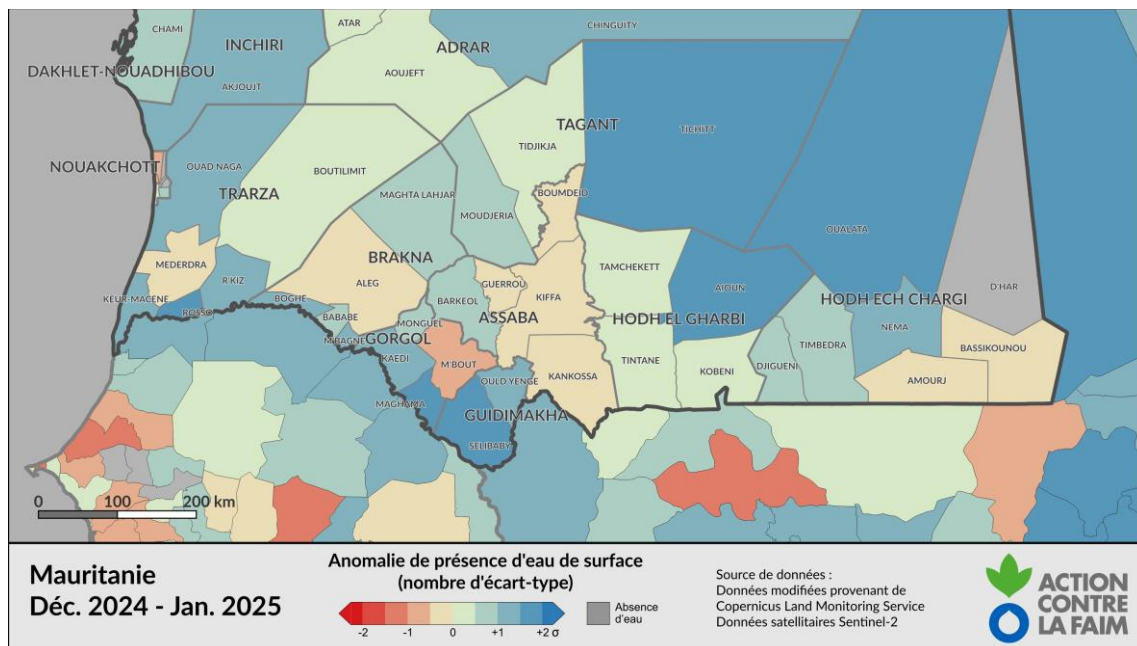 CHAMI
ATAR
CHINGUITY
INCHIRI
ADRAR
DAKHLET-NOUADHIBOU
AOUJEFT
AKJOUJT
TAGANT
TICHITT
TIDJIKJA
NOUAKCHOTT
OUAD NAGA
BOUTILIMIT
TRARZA
MAGHTA LAHJAR
BOUMDEID
MOUDJERIA
OUALATA
BRAKNA
MEDERDRA
TAMCHEKETT
R'KIZ
ALEG
GUERROU
AIOUN
D'HAR
KEUR-MACENE
BOGHE
KIFFA
HODH ECH CHARGI
ROSSO
BARKEOL
BABABE
ASSABA
HODH EL GHARBI
MONGUEL
NEMA
M'BAGNE
GORGOL
TIMBEDRA
BASSIKOUNOU
KAEDI
TINTANE
M'BOUT
KOBENI
DJIGUENI
KANKOSSA
OULD YENGE
AMOURJ
MAGHAMA
GUIDIMAKHA
SELIBABY
0 100 200 km
Mauritanie
Déc. 2024 - Jan. 2025
Anomalie de présence d'eau de surface
(nombre d'écart-type)
-2 -1 0 +1 +2 σ
Absence
d'eau
Source de données :
Données modifiées provenant de
Copernicus Land Monitoring Service
Données satellitaires Sentinel-2
ACTION
CONTRE
LA FAIM